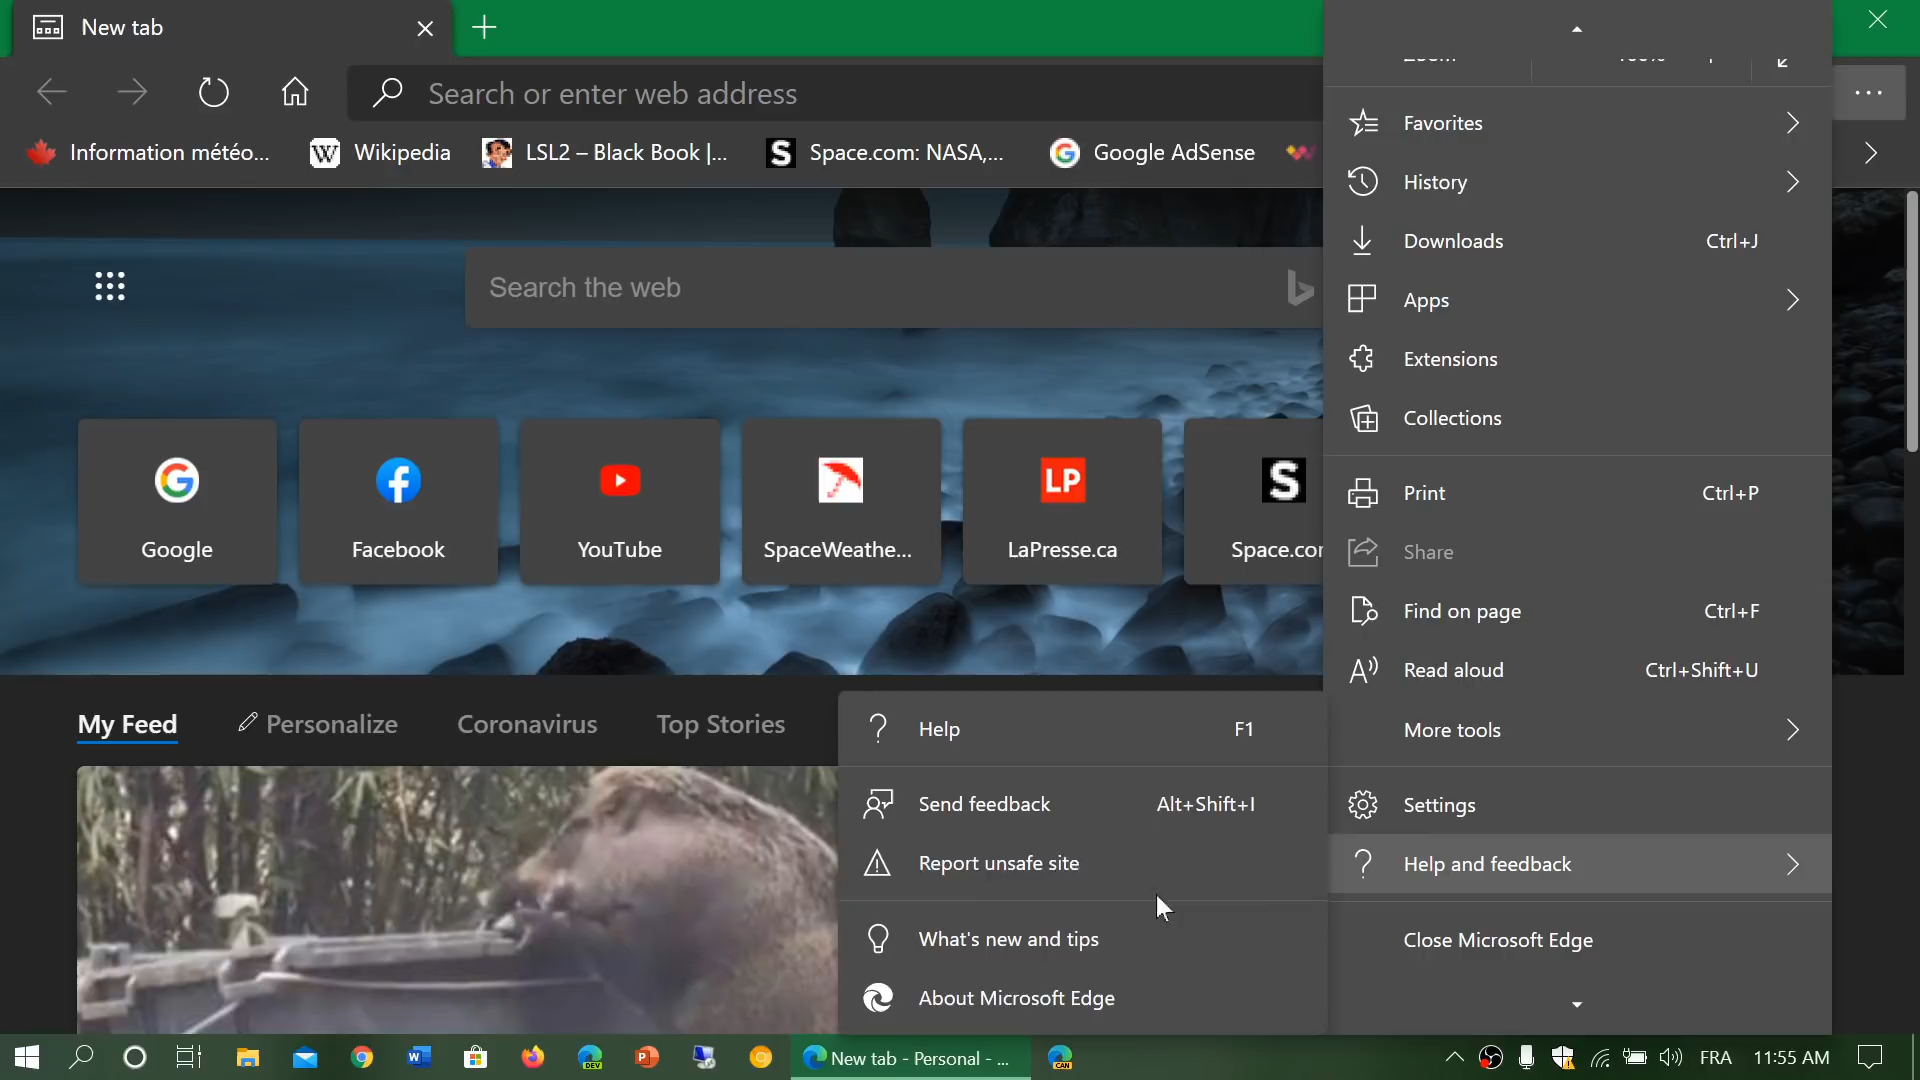 New tab
Search or enter web address
Information météo...
Wikipedia
LSL2 – Black Book |...
Space.com: NASA,...
Google AdSense
Search the web
Google
Facebook
YouTube
SpaceWeathe...
LP
LaPresse.ca
S
Space.co
My Feed
Personalize
Coronavirus
Top Stories
Favorites
History
Downloads Ctrl+J
Apps
Extensions
Collections
Print Ctrl+P
Share
Find on page Ctrl+F
Read aloud Ctrl+Shift+U
More tools
Settings
Help and feedback
Close Microsoft Edge
Help F1
Send feedback Alt+Shift+I
Report unsafe site
What's new and tips
About Microsoft Edge
DEV
New tab - Personal - ...
CAN
FRA
11:55 AM